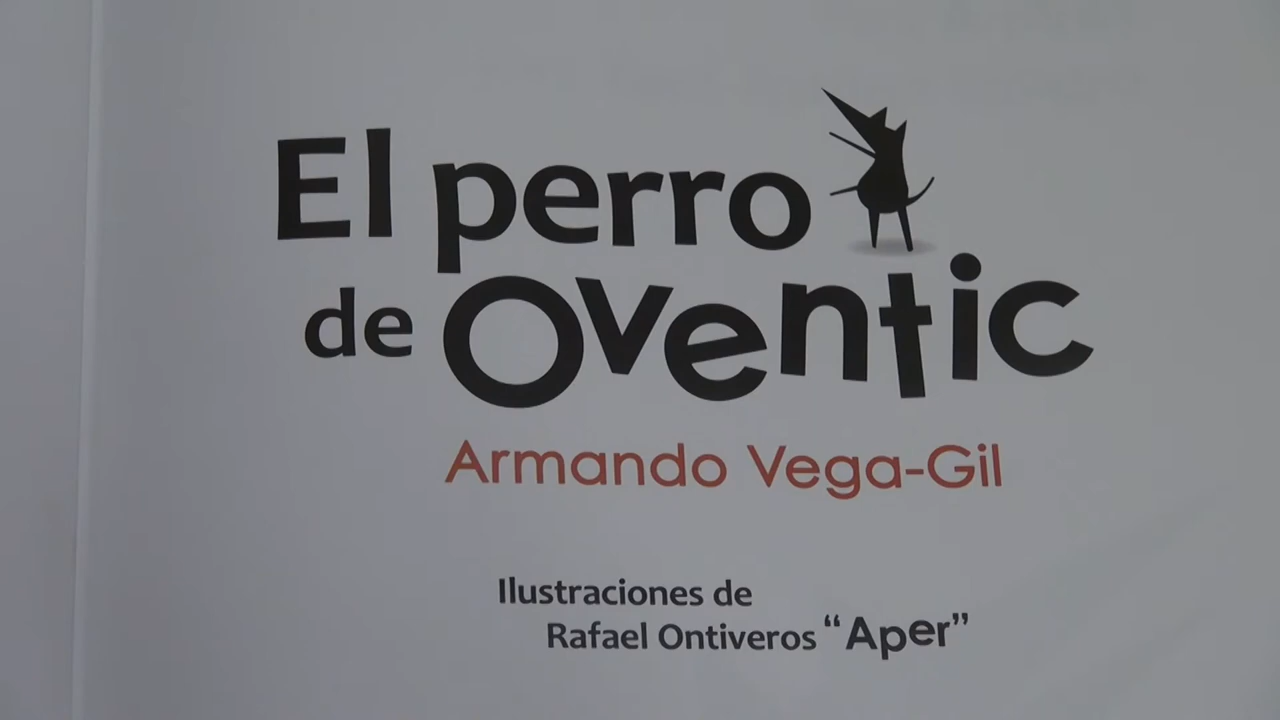 El perro
de Oventic
Armando Vega-Gil
Ilustraciones de
Rafael Ontiveros “Aper”